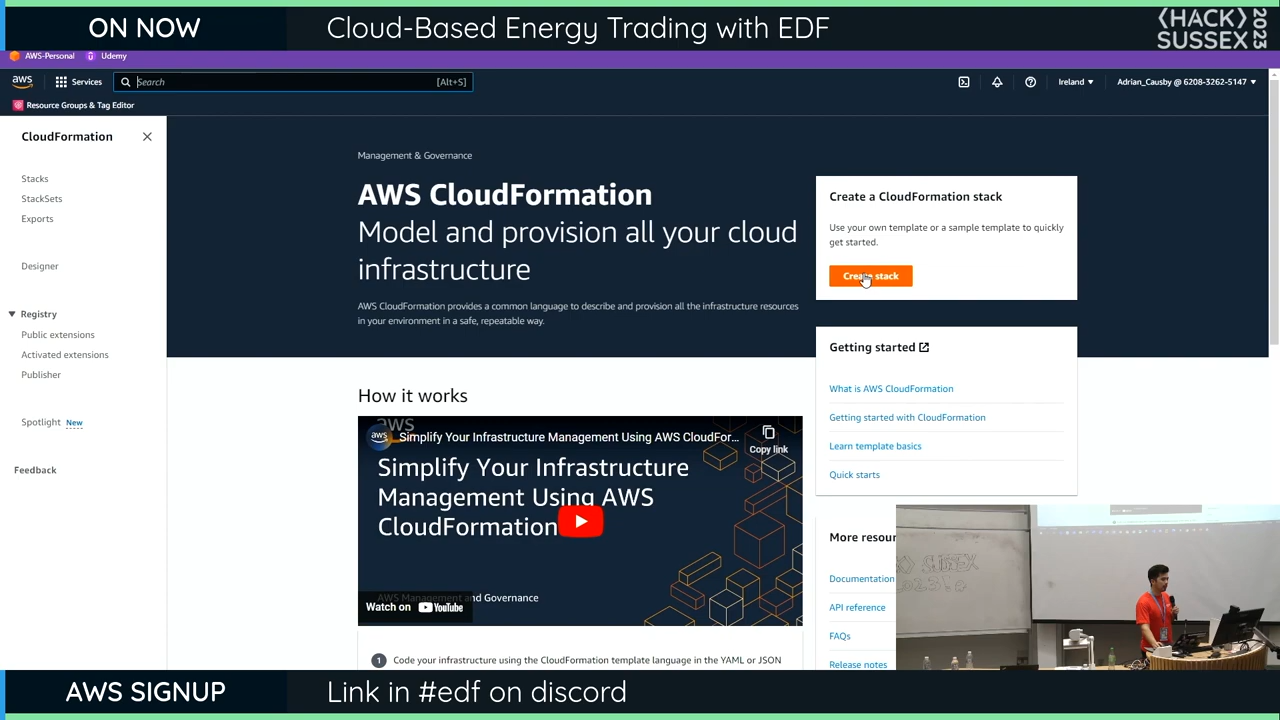 ON NOW
Cloud-Based Energy Trading with EDF
{HACK}
SUSSEX
2023
AWS-Personal
Udemy
aws
Services
Search
[Alt+S]
Ireland
Adrian_Causby @ 6208-3262-5147
Resource Groups & Tag Editor
CloudFormation
Stacks
StackSets
Exports
Designer
Registry
Public extensions
Activated extensions
Publisher
Spotlight New
Feedback
Management & Governance
AWS CloudFormation
Model and provision all your cloud
infrastructure
AWS CloudFormation provides a common language to describe and provision all the infrastructure resources
in your environment in a safe, repeatable way.
Create a CloudFormation stack
Use your own template or a sample template to quickly
get started.
Create stack
Getting started
What is AWS CloudFormation
Getting started with CloudFormation
Learn template basics
Quick starts
How it works
aws
aws
Simplify Your Infrastructure Management Using AWS CloudFor...
Copy link
Simplify Your Infrastructure
Management Using AWS
CloudFormation
AWS Management and Governance
Watch on YouTube
1 Code your infrastructure using the CloudFormation template language in the YAML or JSON
More resour
Documentation
API reference
FAQs
Release notes
SUSSEX
AWS SIGNUP
Link in #edf on discord